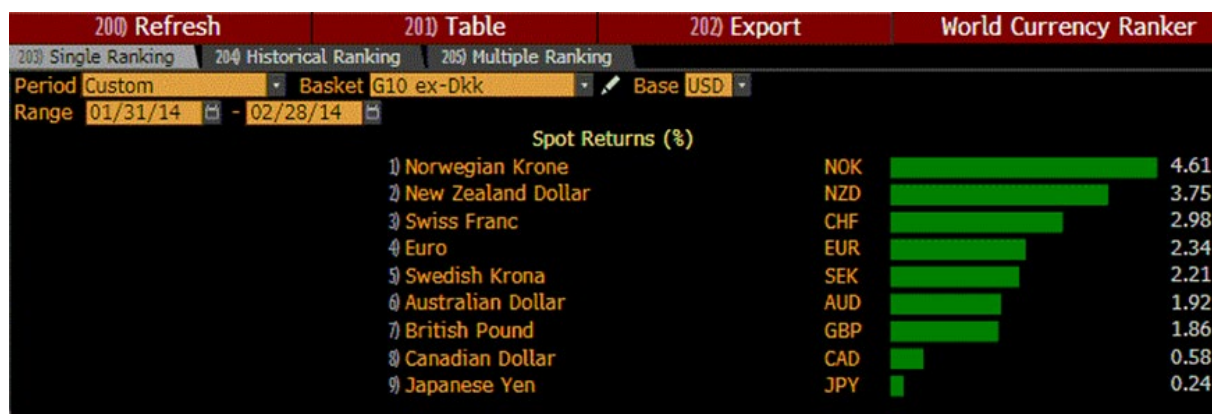 200) Refresh 201) Table 202) Export World Currency Ranker
203) Single Ranking 204) Historical Ranking 205) Multiple Ranking
Period Custom Basket G10 ex-Dkk Base USD
Range 01/31/14 - 02/28/14
Spot Returns (%)
1) Norwegian Krone NOK 4.61
2) New Zealand Dollar NZD 3.75
3) Swiss Franc CHF 2.98
4) Euro EUR 2.34
5) Swedish Krona SEK 2.21
6) Australian Dollar AUD 1.92
7) British Pound GBP 1.86
8) Canadian Dollar CAD 0.58
9) Japanese Yen JPY 0.24